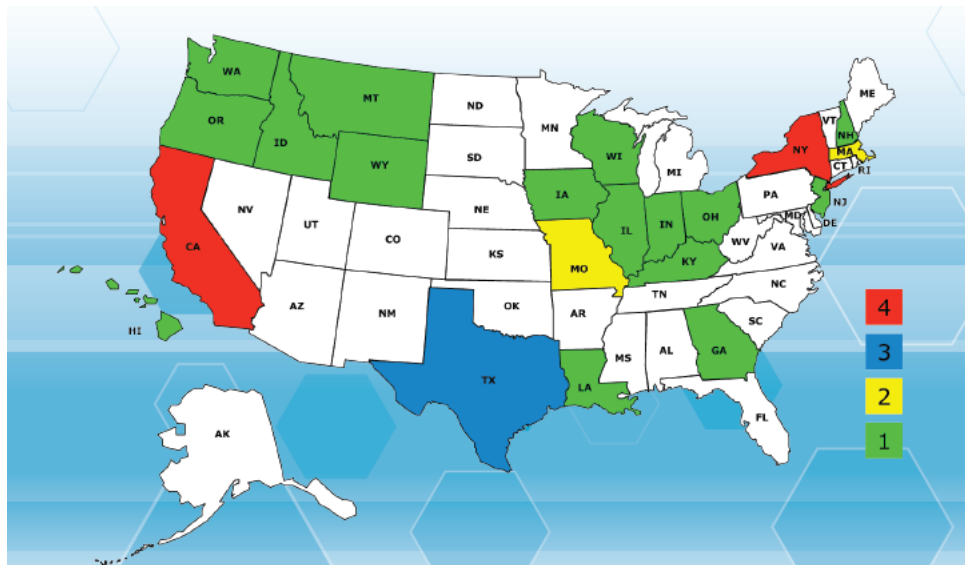 ME
WA
MT
ND
MN
VT
NH
OR
ID
WI
NY
MA
SD
MI
CT
RI
WY
IA
PA
NJ
NE
OH
NV
UT
IL
IN
MD
DE
CO
WV
VA
CA
KS
MO
KY
NC
TN
AZ
NM
OK
AR
SC
HI
MS
AL
GA
TX
LA
FL
AK
4
3
2
1